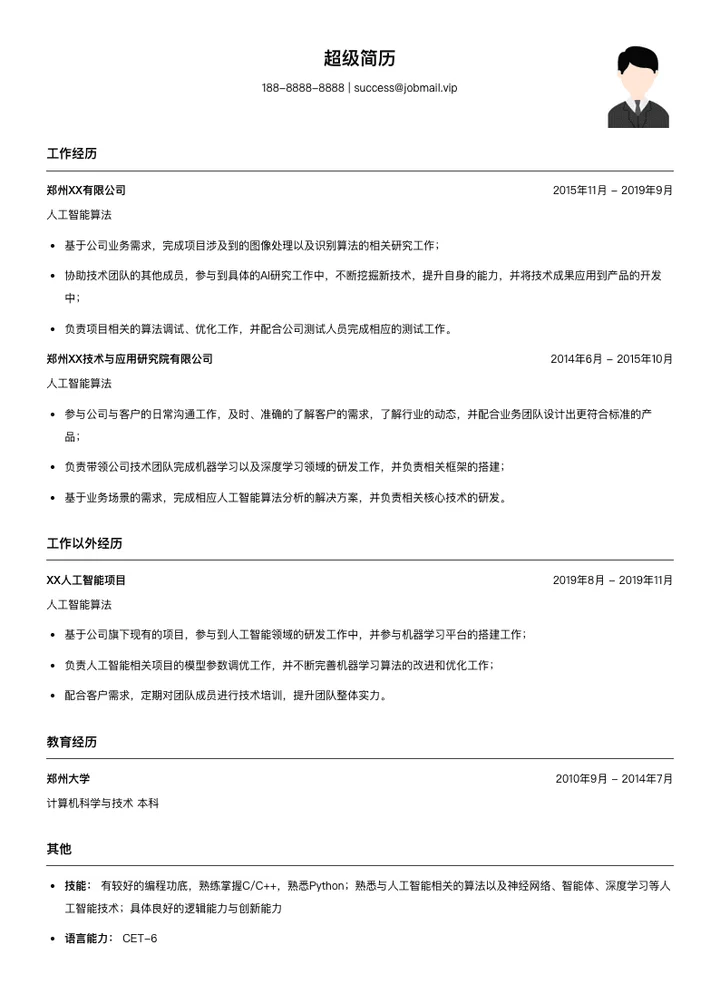 超级简历
188-8888-8888 | success@jobmail.vip
工作经历
郑州XX有限公司 2015年11月 - 2019年9月
人工智能算法
• 基于公司业务需求，完成项目涉及到的图像处理以及识别算法的相关研究工作；
• 协助技术团队的其他成员，参与到具体的AI研究工作中，不断挖掘新技术，提升自身的能力，并将技术成果应用到产品的开发
中；
• 负责项目相关的算法调试、优化工作，并配合公司测试人员完成相应的测试工作。
郑州XX技术与应用研究院有限公司 2014年6月 - 2015年10月
人工智能算法
• 参与公司与客户的日常沟通工作，及时、准确的了解客户的需求，了解行业的动态，并配合业务团队设计出更符合标准的产
品；
• 负责带领公司技术团队完成机器学习以及深度学习领域的研发工作，并负责相关框架的搭建；
• 基于业务场景的需求，完成相应人工智能算法分析的解决方案，并负责相关核心技术的研发。
工作以外经历
XX人工智能项目 2019年8月 - 2019年11月
人工智能算法
• 基于公司旗下现有的项目，参与到人工智能领域的研发工作中，并参与机器学习平台的搭建工作；
• 负责人工智能相关项目的模型参数调优工作，并不断完善机器学习算法的改进和优化工作；
• 配合客户需求，定期对团队成员进行技术培训，提升团队整体实力。
教育经历
郑州大学 2010年9月 - 2014年7月
计算机科学与技术 本科
其他
• 技能： 有较好的编程功底，熟练掌握C/C++，熟悉Python；熟悉与人工智能相关的算法以及神经网络、智能体、深度学习等人
工智能技术；具体良好的逻辑能力与创新能力
• 语言能力： CET-6